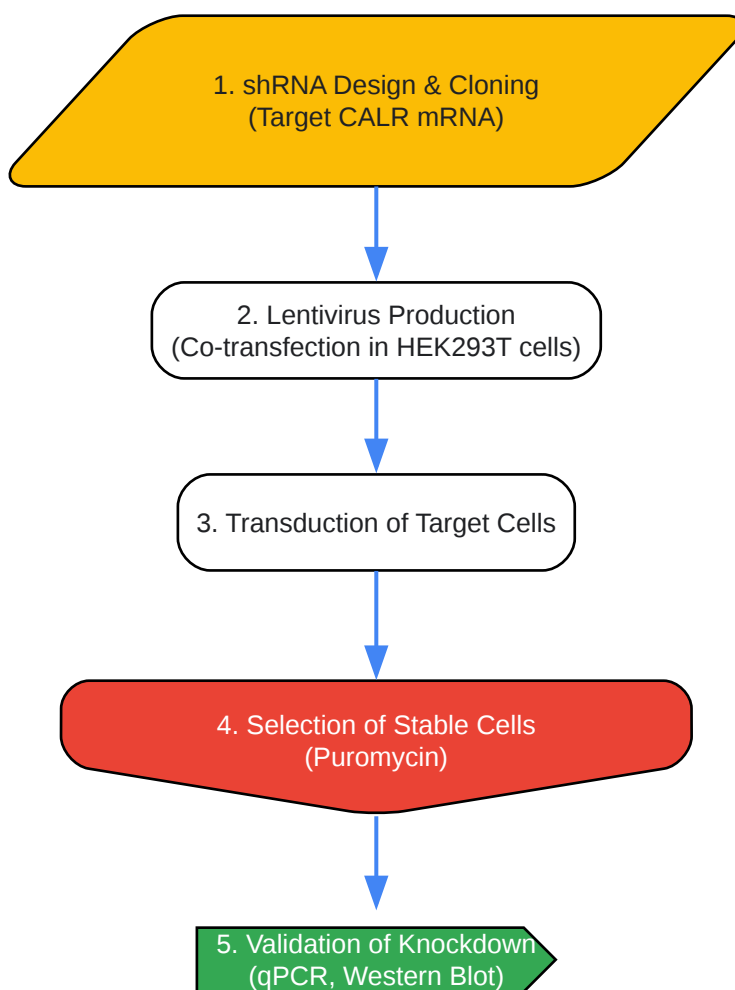 1. shRNA Design & Cloning
(Target CALR mRNA)
2. Lentivirus Production
(Co-transfection in HEK293T cells)
3. Transduction of Target Cells
4. Selection of Stable Cells
(Puromycin)
5. Validation of Knockdown
(qPCR, Western Blot)